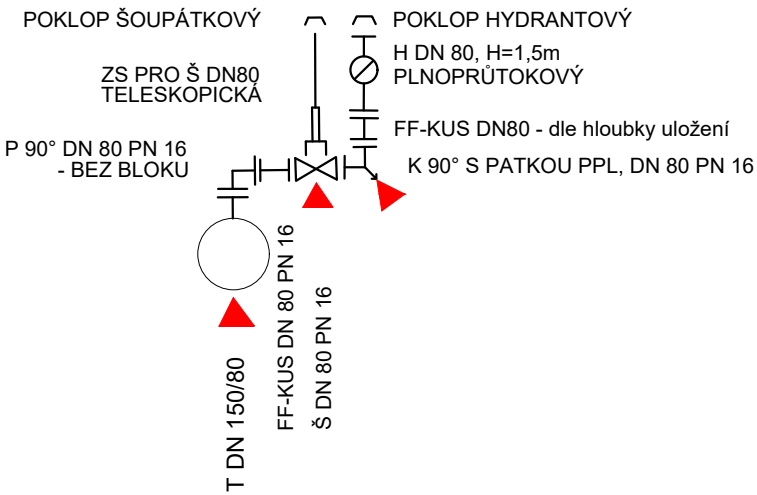 POKLOP ŠOUPÁTKOVÝ
POKLOP HYDRANTOVÝ
H DN 80, H=1,5m
PLNOPRŮTOKOVÝ
ZS PRO Š DN80
TELESKOPICKÁ
FF-KUS DN80 - dle hloubky uložení
P 90° DN 80 PN 16
- BEZ BLOKU
K 90° S PATKOU PPL, DN 80 PN 16
T DN 150/80
FF-KUS DN 80 PN 16
Š DN 80 PN 16